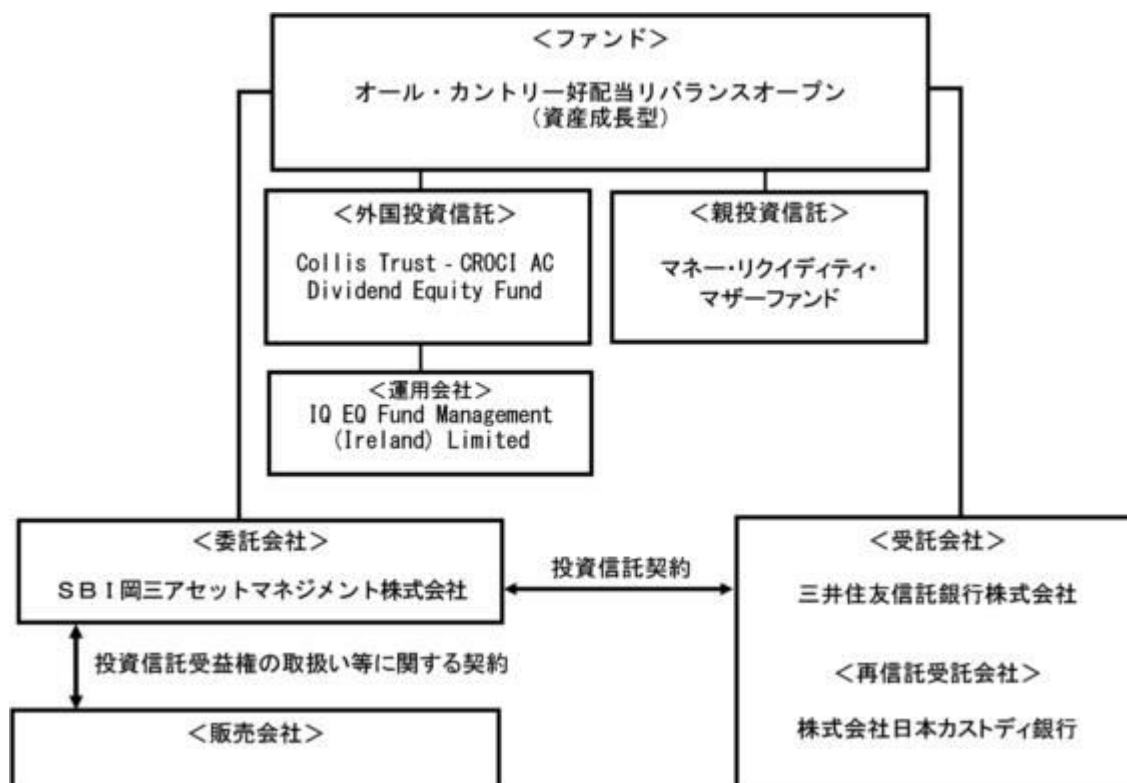 ＜ファンド＞
オール・カントリー好配当リバランスオープン
（資産成長型）
＜外国投資信託＞
Collis Trust - CROCI AC
Dividend Equity Fund
＜親投資信託＞
マネー・リクイディティ・
マザーファンド
＜運用会社＞
IQ EQ Fund Management
(Ireland) Limited
＜委託会社＞
ＳＢＩ岡三アセットマネジメント株式会社
投資信託契約
＜受託会社＞
三井住友信託銀行株式会社
＜再信託受託会社＞
株式会社日本カストディ銀行
投資信託受益権の取扱い等に関する契約
＜販売会社＞